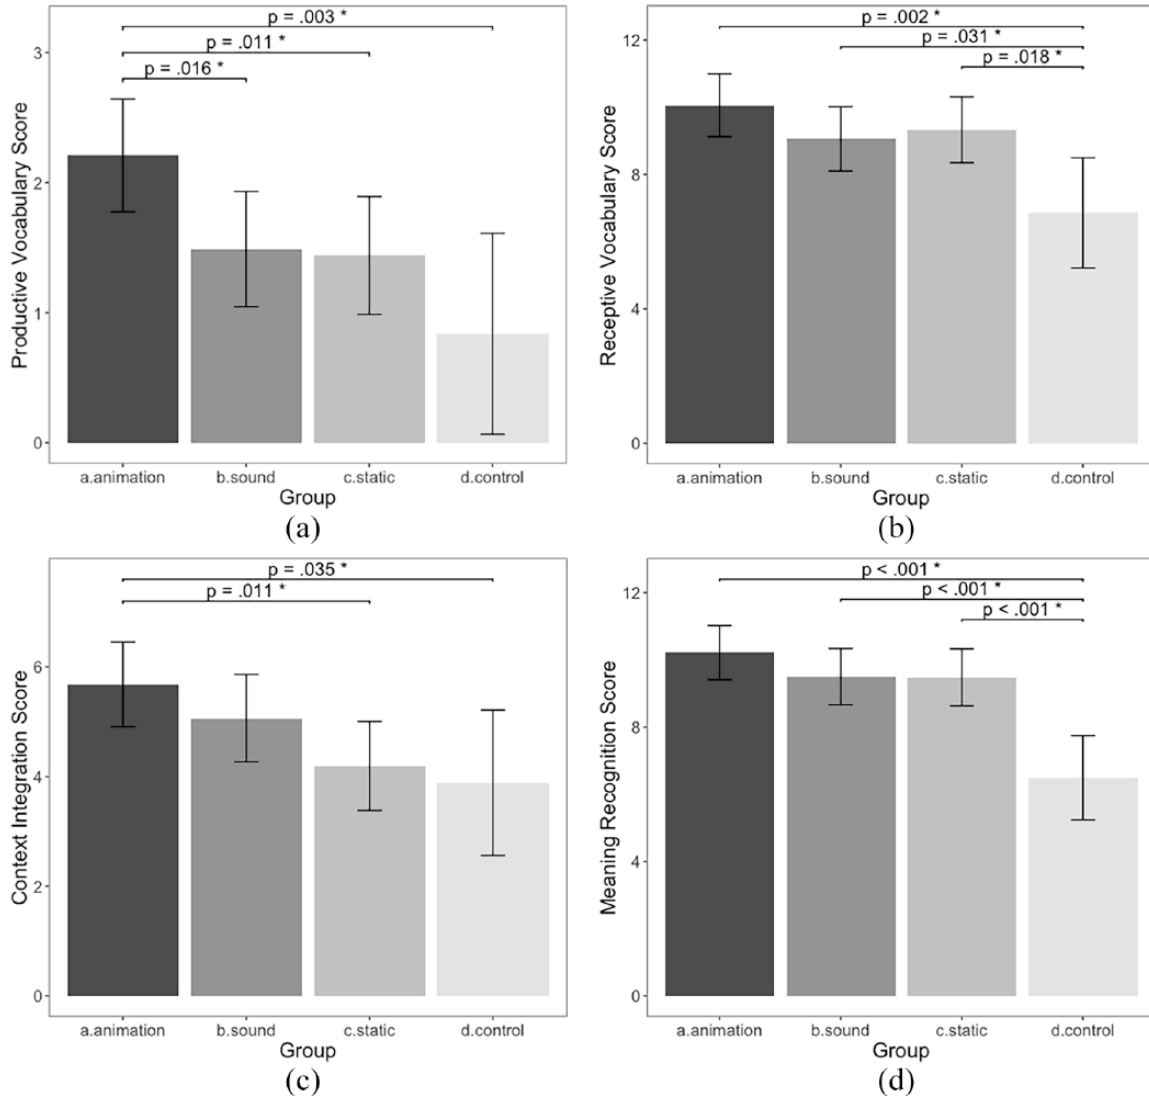 p = .003 *
p = .011 *
p = .016 *
3
2
1
0
Productive Vocabulary Score
a.animation b.sound c.static d.control
Group
(a)
p = .002 *
p = .031 *
p = .018 *
12
8
4
0
Receptive Vocabulary Score
a.animation b.sound c.static d.control
Group
(b)
p = .035 *
p = .011 *
6
4
2
0
Context Integration Score
a.animation b.sound c.static d.control
Group
(c)
p < .001 *
p < .001 *
p < .001 *
12
8
4
0
Meaning Recognition Score
a.animation b.sound c.static d.control
Group
(d)